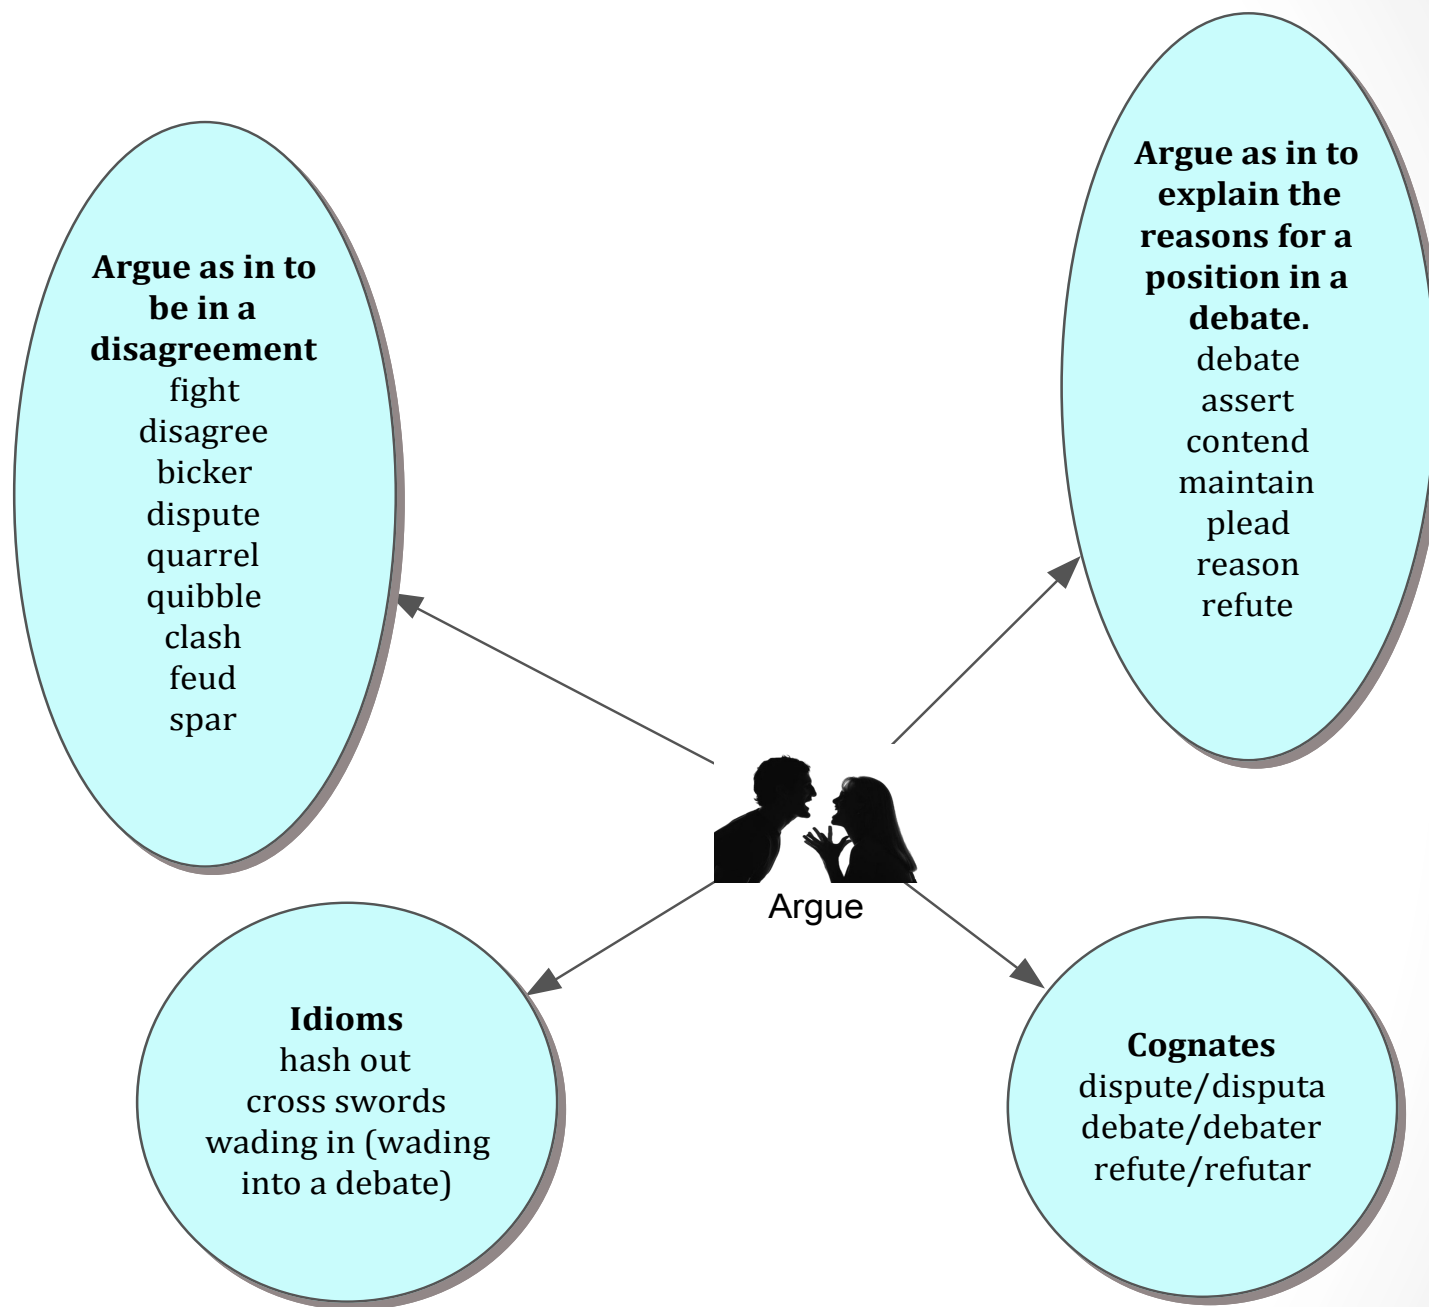 Argue as in to
be in a
disagreement
fight
disagree
bicker
dispute
quarrel
quibble
clash
feud
spar
Argue as in to
explain the
reasons for a
position in a
debate.
debate
assert
contend
maintain
plead
reason
refute
Argue
Idioms
hash out
cross swords
wading in (wading
into a debate)
Cognates
dispute/disputa
debate/debater
refute/refutar